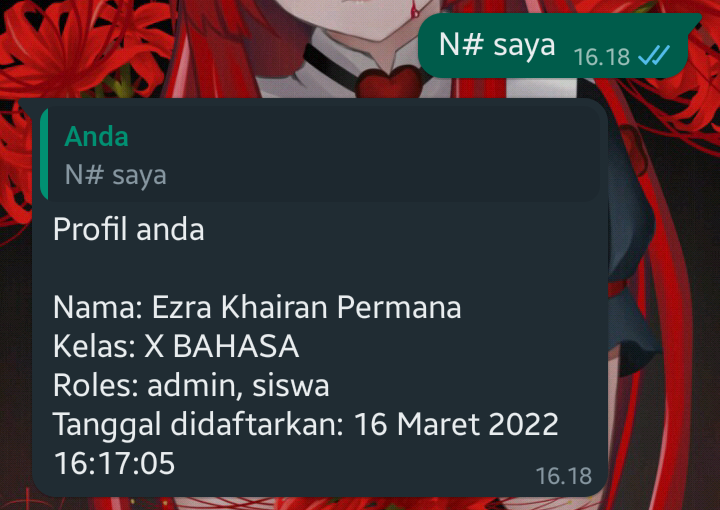 N# saya
16.18
Anda
N# saya
Profil anda
Nama: Ezra Khairan Permana
Kelas: X BAHASA
Roles: admin, siswa
Tanggal didaftarkan: 16 Maret 2022
16:17:05
16.18